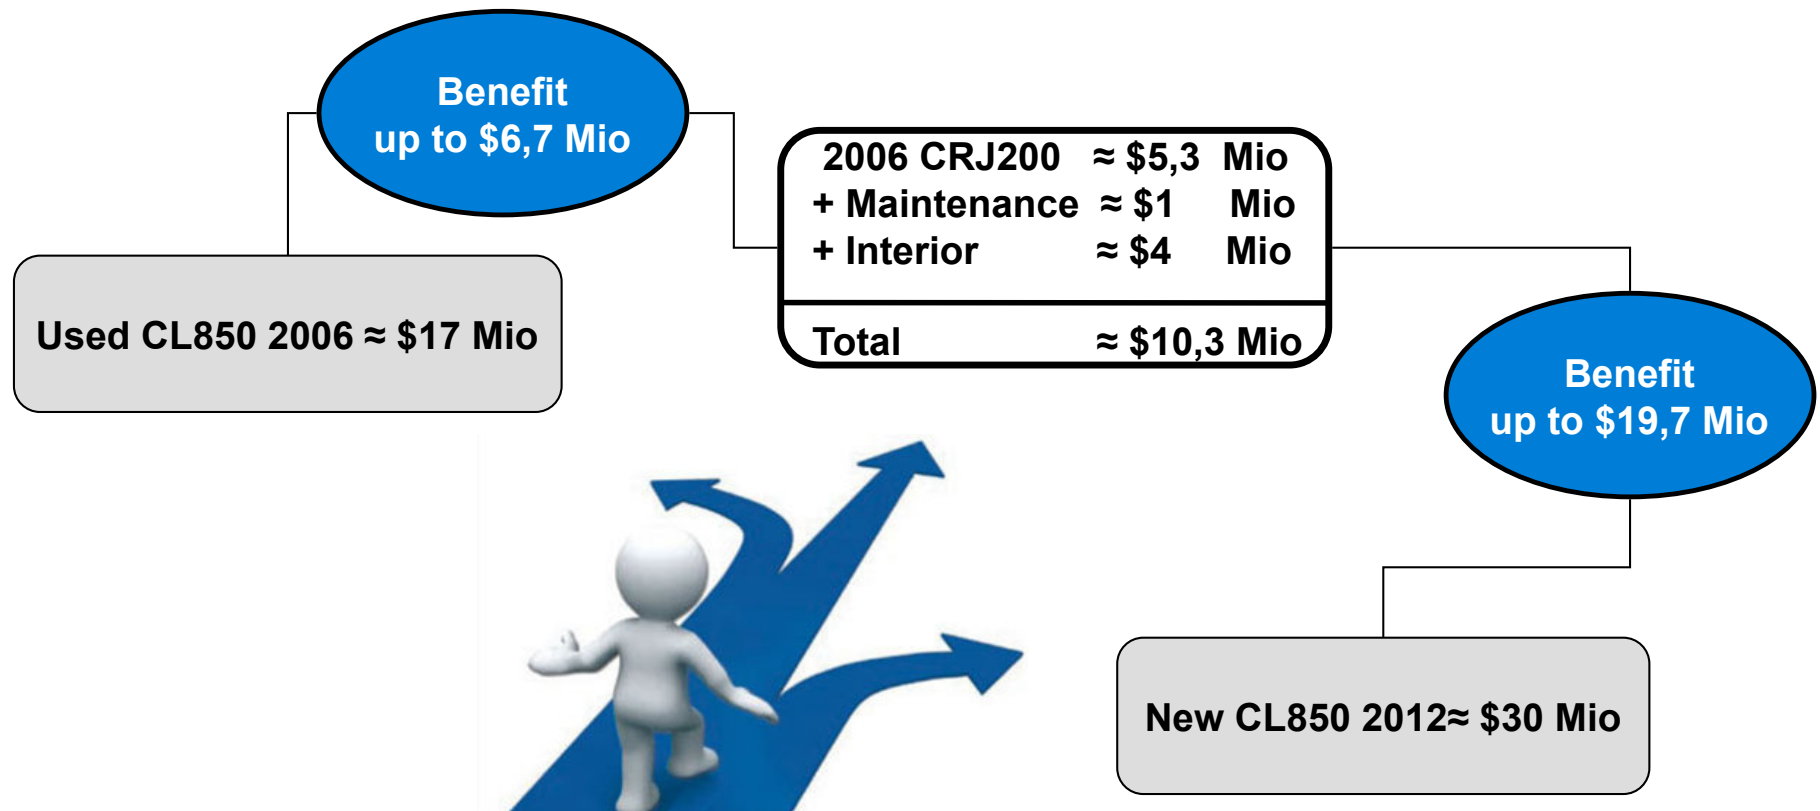 Benefit
up to $6,7 Mio
2006 CRJ200 ≈ $5,3 Mio
+ Maintenance ≈ $1 Mio
+ Interior ≈ $4 Mio
Total ≈ $10,3 Mio
Used CL850 2006 ≈ $17 Mio
Benefit
up to $19,7 Mio
New CL850 2012≈ $30 Mio